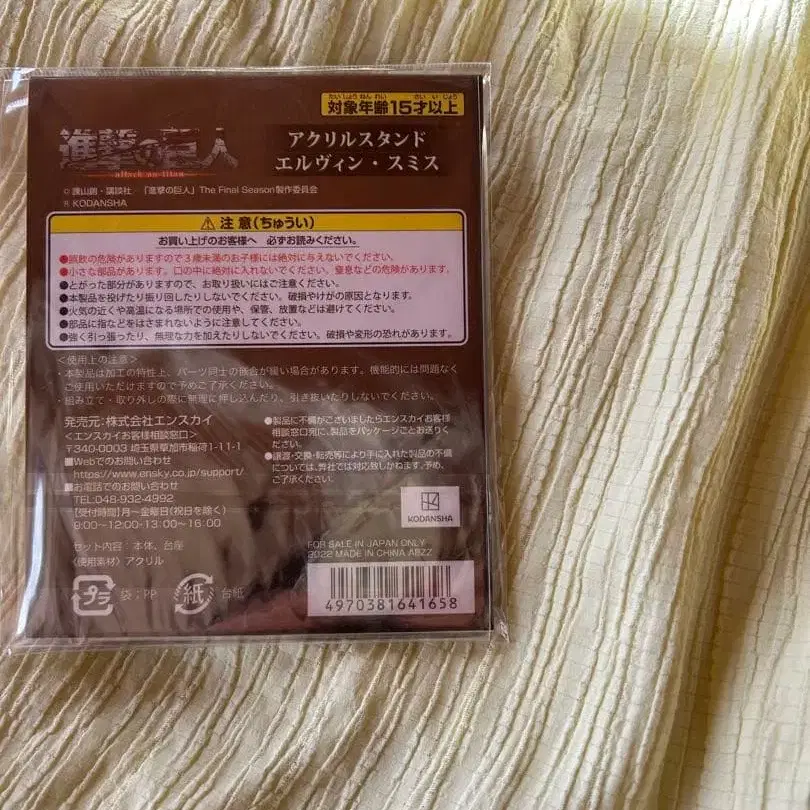 たい しょう ねん れい さい い じょう
対象年齢15才以上
進撃の巨人
attack on titan
アクリルスタンド
エルヴィン・スミス
© 諫山創・講談社/「進撃の巨人」The Final Season製作委員会
® KODANSHA
⚠ 注意(ちゅうい)
お買い上げのお客様へ 必ずお読みください。
●誤飲の危険がありますので3歳未満のお子様には絶対に与えないでください。
●小さな部品があります。口の中に絶対に入れないでください。窒息などの危険があります。
●とがった部分がありますので、お取り扱いにはご注意ください。
●本製品を投げたり振り回したりしないでください。破損やけがの原因となります。
●火気の近くや高温になる場所での使用や、保管、放置などは避けてください。
●部品に指などをはさまれないように注意してください。
●強く引っ張ったり、無理な力を加えたりしないでください。破損や変形の恐れがあります。
<使用上の注意>
・本製品は加工の特性上、パーツ同士の嵌合が緩い場合があります。機能的には問題なく
ご使用いただけますので予めご了承ください。
・組み立て・取り外しの際に無理に押し込んだり、引き抜いたりしないでください。
発売元:株式会社エンスカイ
<エンスカイお客様相談窓口>
〒340-0003 埼玉県草加市稲荷1-11-1
■Webでのお問い合わせ
https://www.ensky.co.jp/support/
■お電話でのお問い合わせ
TEL:048-932-4992
【受付時間】月〜金曜日(祝日を除く)
9:00〜12:00・13:00〜16:00
●製品に不備がございましたらエンスカイお客様
相談窓口宛に、製品をパッケージごとお送りく
ださい。
●譲渡・交換・転売等により手に入れた製品の不備
については、弊社では対応致しかねます。予め、
ご了承ください。
KODANSHA
セット内容:本体、台座
〈使用素材〉アクリル
プラ 袋:PP 紙 台紙
FOR SALE IN JAPAN ONLY
2022 MADE IN CHINA ABZZ
4970381641658